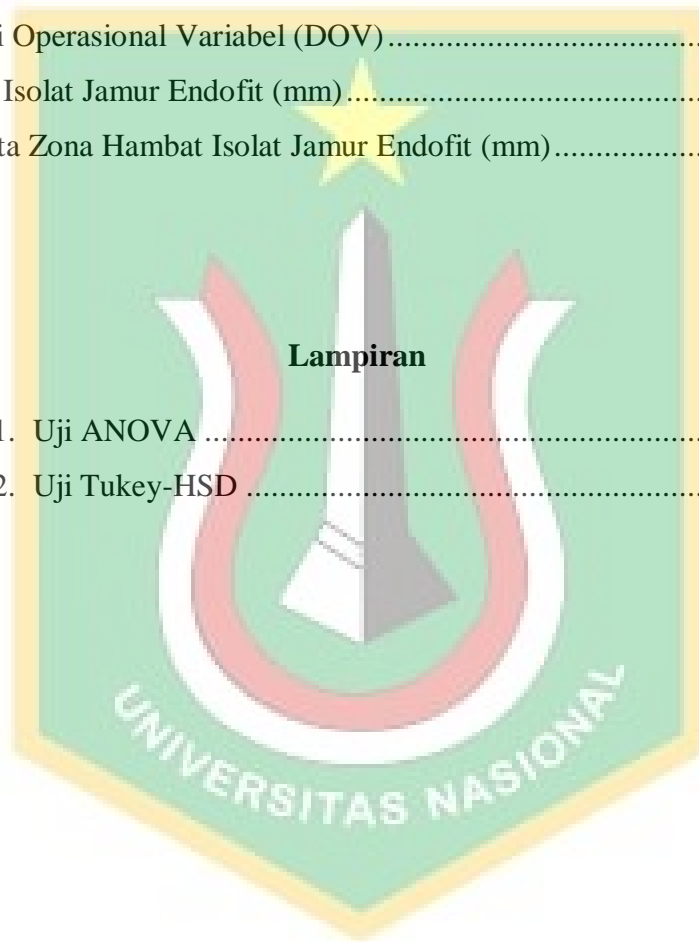 i Operasional Variabel (DOV)
Isolat Jamur Endofit (mm)
ta Zona Hambat Isolat Jamur Endofit (mm)
Lampiran
1. Uji ANOVA
2. Uji Tukey-HSD
UNIVERSITAS NASIONAL